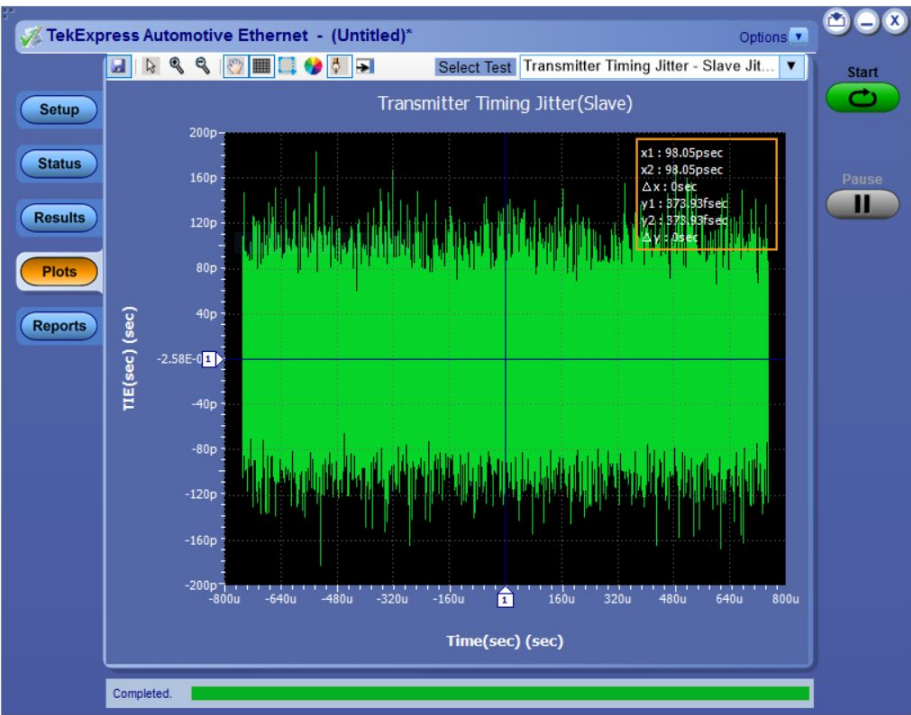 TekExpress Automotive Ethernet - (Untitled)*
Options
Select Test
Transmitter Timing Jitter - Slave Jit...
Start
Setup
Status
Results
Plots
Reports
Pause
Transmitter Timing Jitter(Slave)
x1 : 98.05psec
x2 : 98.05psec
Δx : 0sec
y1 : 373.93fsec
y2 : 373.93fsec
Δy : 0sec
TIE(sec) (sec)
200p
160p
120p
80p
40p
-2.58E-0
1
-40p
-80p
-120p
-160p
-200p
-800u
-640u
-480u
-320u
-160u
1
160u
320u
480u
640u
800u
Time(sec) (sec)
Completed.